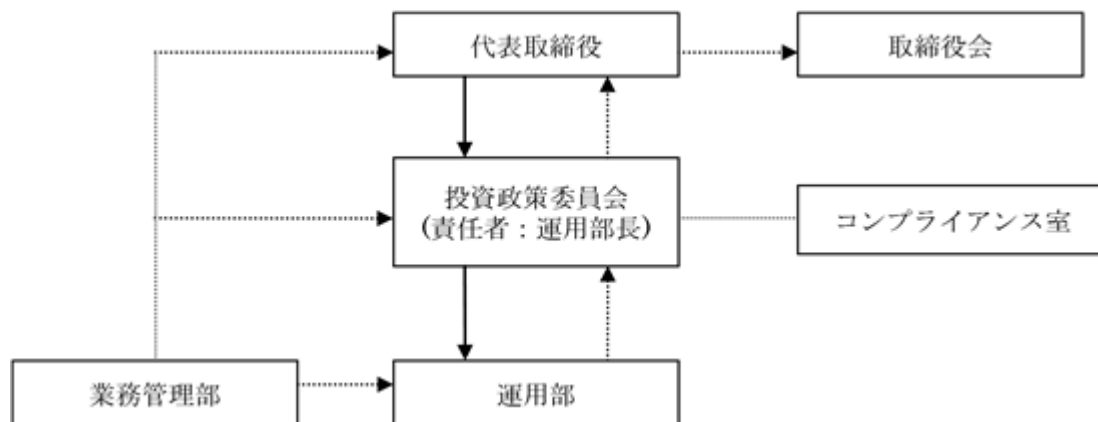 代表取締役
取締役会
投資政策委員会
(責任者：運用部長)
コンプライアンス室
業務管理部
運用部